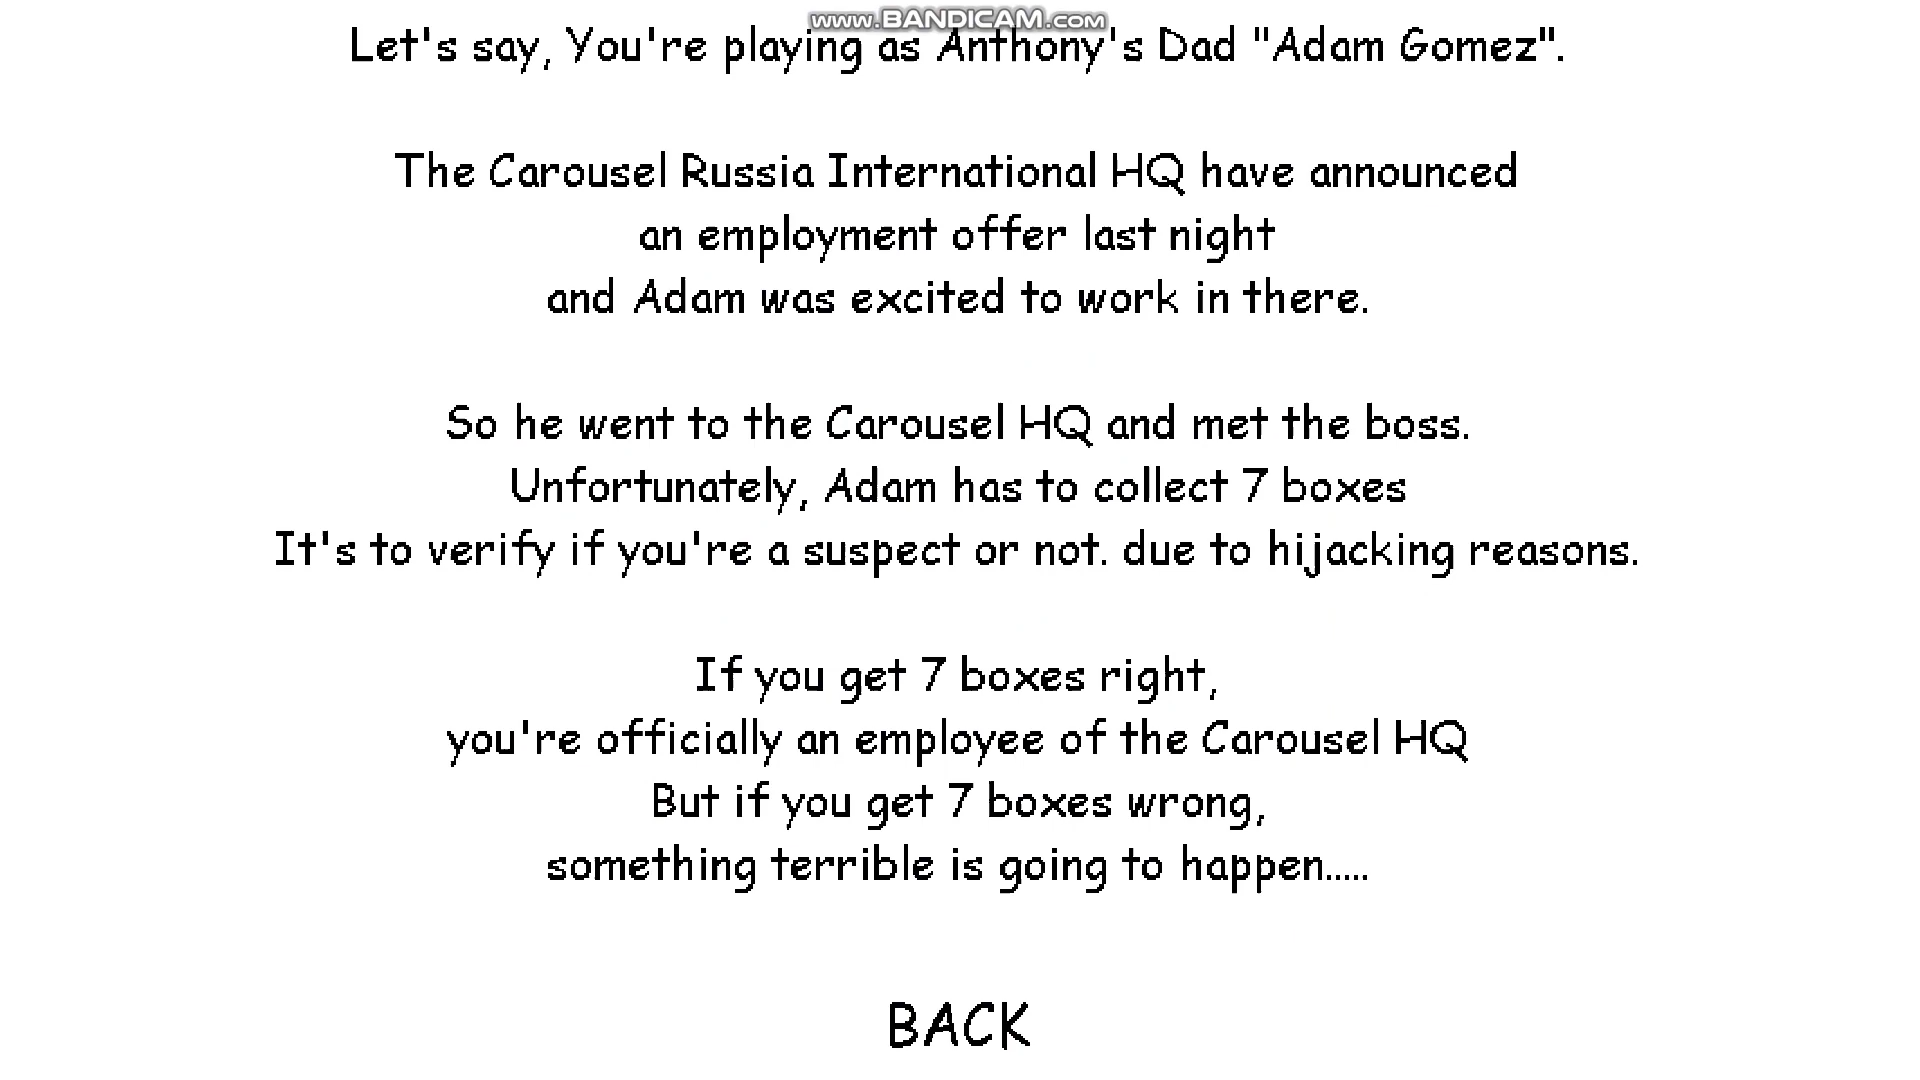 www.BANDICAM.com
Let's say, You're playing as Anthony's Dad "Adam Gomez".
The Carousel Russia International HQ have announced
an employment offer last night
and Adam was excited to work in there.
So he went to the Carousel HQ and met the boss.
Unfortunately, Adam has to collect 7 boxes
It's to verify if you're a suspect or not. due to hijacking reasons.
If you get 7 boxes right,
you're officially an employee of the Carousel HQ
But if you get 7 boxes wrong,
something terrible is going to happen.....
BACK